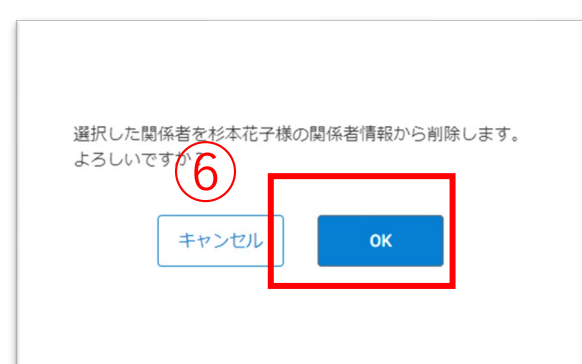 選択した関係者を杉本花子様の関係者情報から削除します。
よろしいですか？
⑥
キャンセル
OK